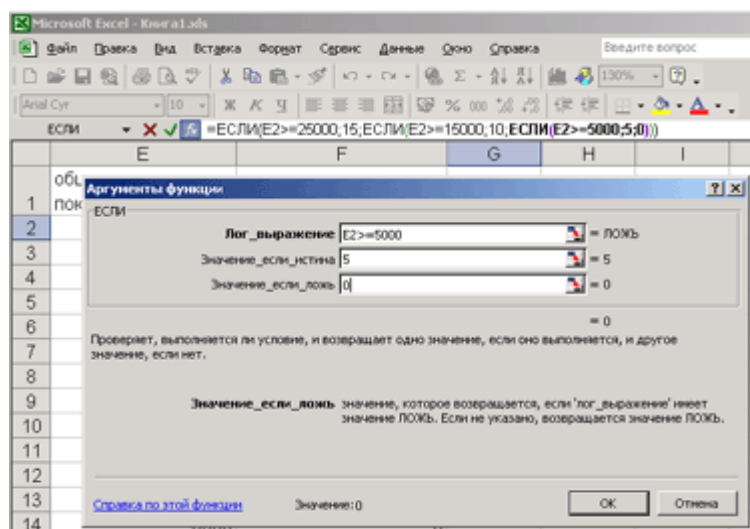 Microsoft Excel - Книга1.xls
Файл Правка Вид Вставка Формат Сервис Данные Окно Справка Введите вопрос
130%
Arial Cyr 10 Ж К Ч % 000
ЕСЛИ =ЕСЛИ(E2>=25000;15;ЕСЛИ(E2>=15000;10;ЕСЛИ(E2>=5000;5;0)))
E F G H I
1 общ
пок
Аргументы функции
ЕСЛИ
Лог_выражение E2>=5000 = ЛОЖЬ
Значение_если_истина 5 = 5
Значение_если_ложь 0 = 0
= 0
Проверяет, выполняется ли условие, и возвращает одно значение, если оно выполняется, и другое
значение, если нет.
Значение_если_ложь значение, которое возвращается, если 'лог_выражение' имеет
значение ЛОЖЬ. Если не указано, возвращается значение ЛОЖЬ.
Справка по этой функции Значение:0 OK Отмена
2
3
4
5
6
7
8
9
10
11
12
13
14